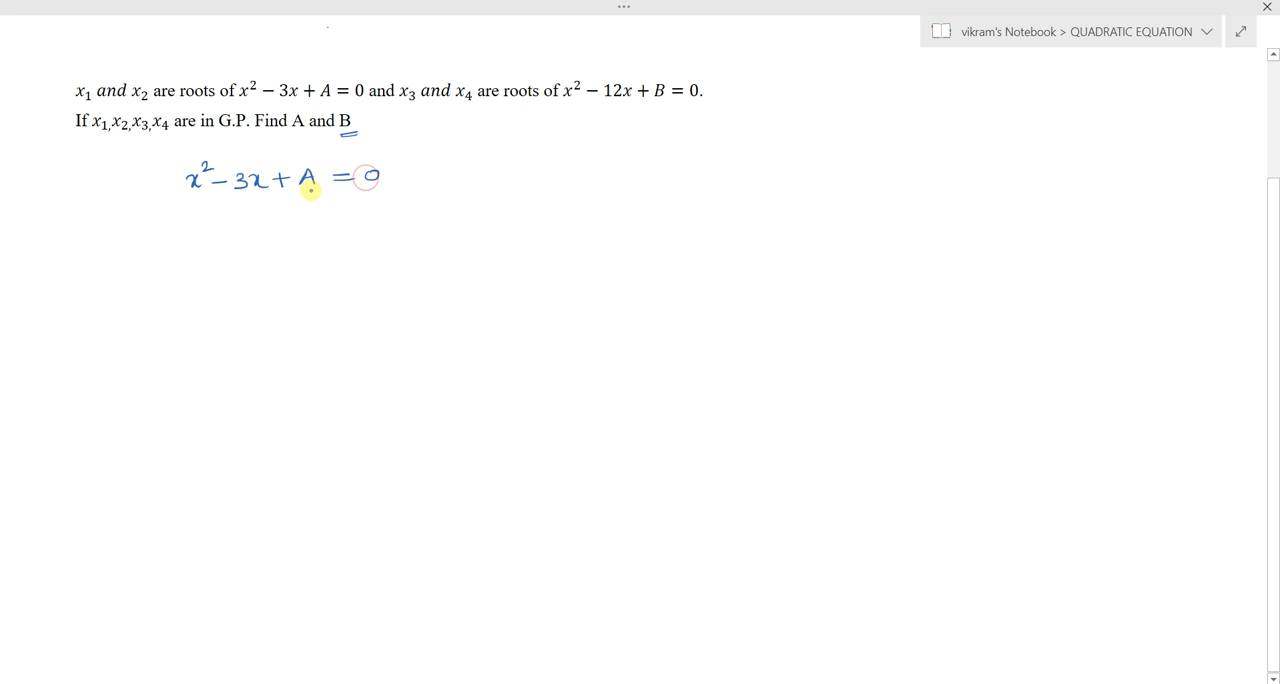 vikram's Notebook > QUADRATIC EQUATION
x₁ and x₂ are roots of x² − 3x + A = 0 and x₃ and x₄ are roots of x² − 12x + B = 0.
If x₁,x₂,x₃,x₄ are in G.P. Find A and B
x² − 3x + A = 0